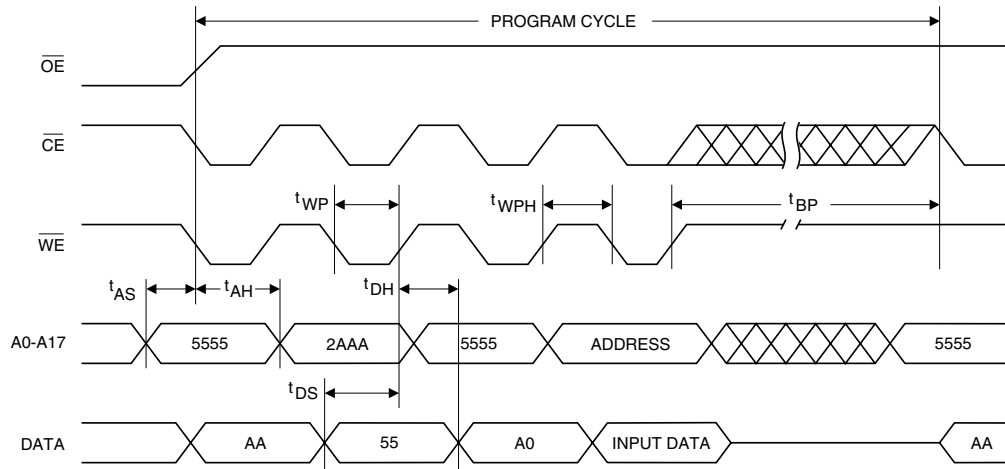 PROGRAM CYCLE
OE
CE
tWP
tWPH
tBP
WE
tAS
tAH
tDH
A0-A17
5555
2AAA
5555
ADDRESS
5555
tDS
DATA
AA
55
A0
INPUT DATA
AA